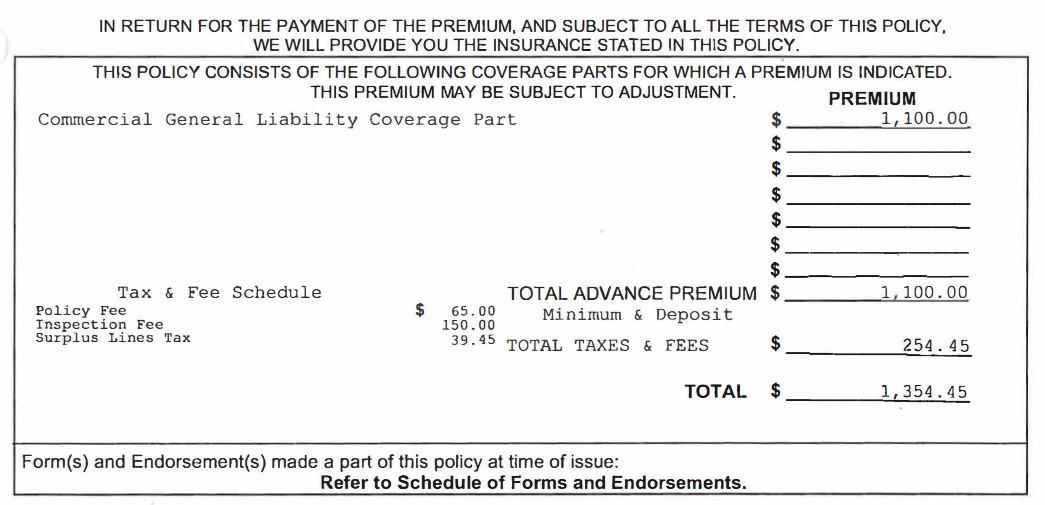 IN RETURN FOR THE PAYMENT OF THE PREMIUM, AND SUBJECT TO ALL THE TERMS OF THIS POLICY,
WE WILL PROVIDE YOU THE INSURANCE STATED IN THIS POLICY.
THIS POLICY CONSISTS OF THE FOLLOWING COVERAGE PARTS FOR WHICH A PREMIUM IS INDICATED.
THIS PREMIUM MAY BE SUBJECT TO ADJUSTMENT.
PREMIUM
Commercial General Liability Coverage Part $ 1,100.00
$
$
$
$
$
$
Tax & Fee Schedule TOTAL ADVANCE PREMIUM $ 1,100.00
Policy Fee $ 65.00 Minimum & Deposit
Inspection Fee 150.00
Surplus Lines Tax 39.45 TOTAL TAXES & FEES $ 254.45
TOTAL $ 1,354.45
Form(s) and Endorsement(s) made a part of this policy at time of issue:
Refer to Schedule of Forms and Endorsements.